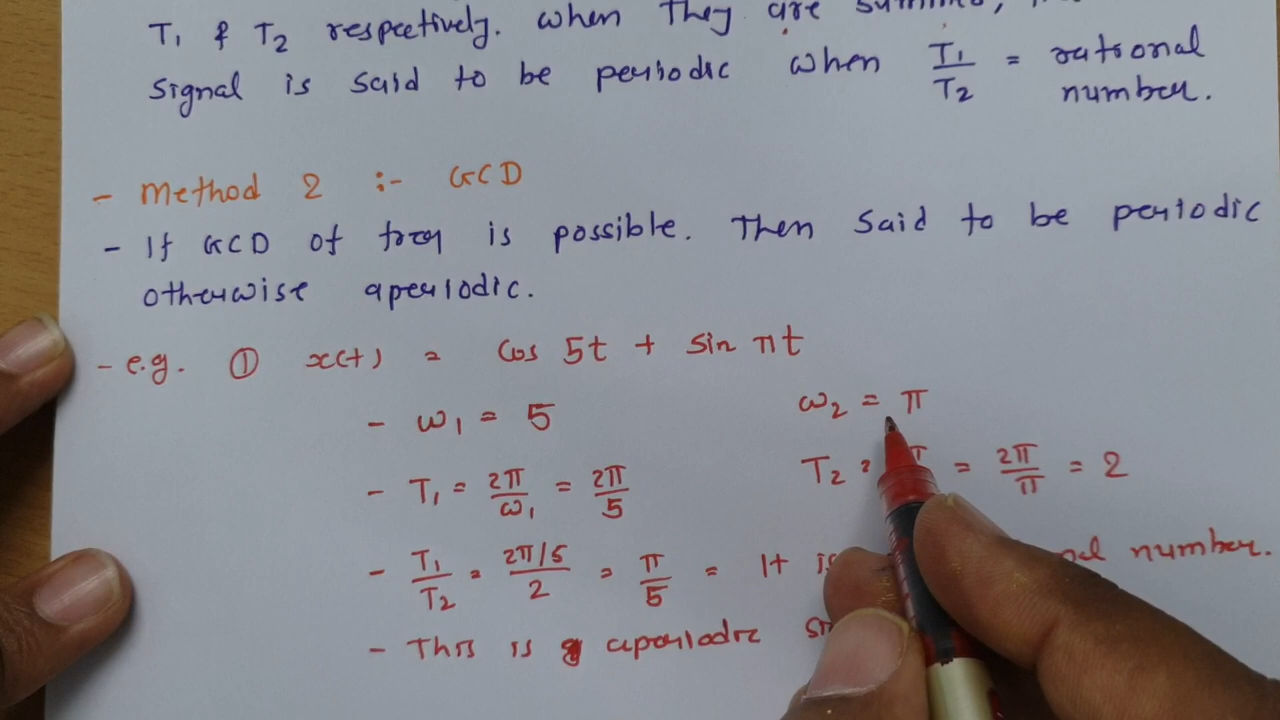 T₁ & T₂ respectively. when they are
signal is said to be periodic when T₁/T₂ = rational number.
- Method 2 :- GCD
- If GCD of freq is possible. Then said to be periodic
otherwise aperiodic.
- e.g. ① x(t) = cos 5t + sin πt
- ω₁ = 5 ω₂ = π
- T₁ = 2π/ω₁ = 2π/5 T₂ = = 2π/π = 2
- T₁/T₂ = 2π/5/2 = π/5 = It is number.
- This is aperiodic